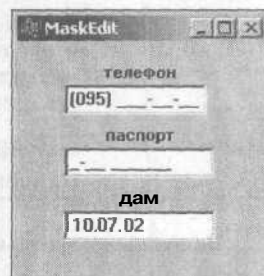 MaskEdit
телефон
(095) ___-__-__
паспорт
_-__ ______
дам
10.07.02